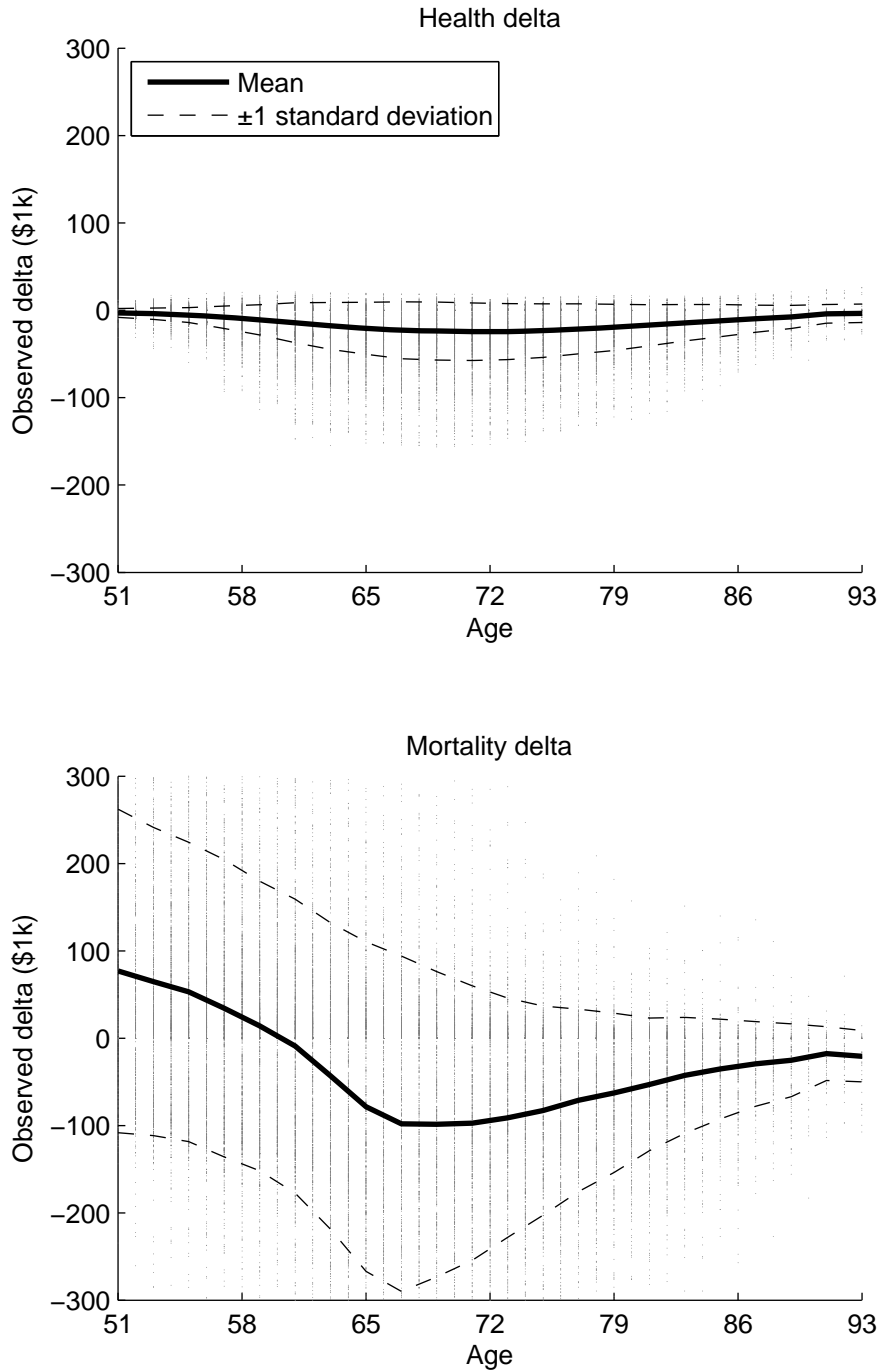 Health delta
300
200
100
0
−100
−200
−300
Observed delta ($1k)
Mean
±1 standard deviation
51 58 65 72 79 86 93
Age
Mortality delta
300
200
100
0
−100
−200
−300
Observed delta ($1k)
51 58 65 72 79 86 93
Age